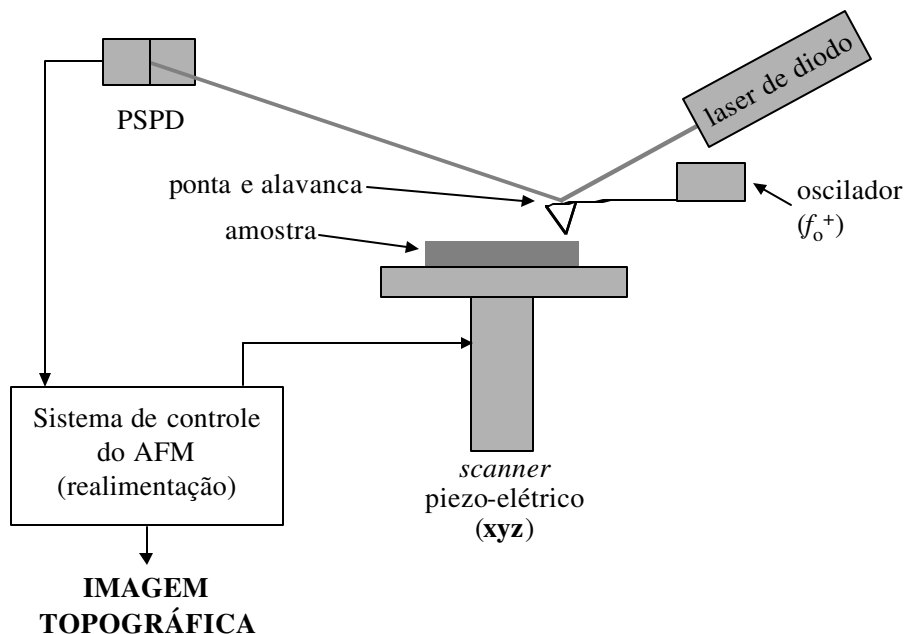 laser de diodo
PSPD
ponta e alavanca
oscilador
(fₒ⁺)
amostra
Sistema de controle
do AFM
(realimentação)
scanner
piezo-elétrico
(xyz)
IMAGEM
TOPOGRÁFICA